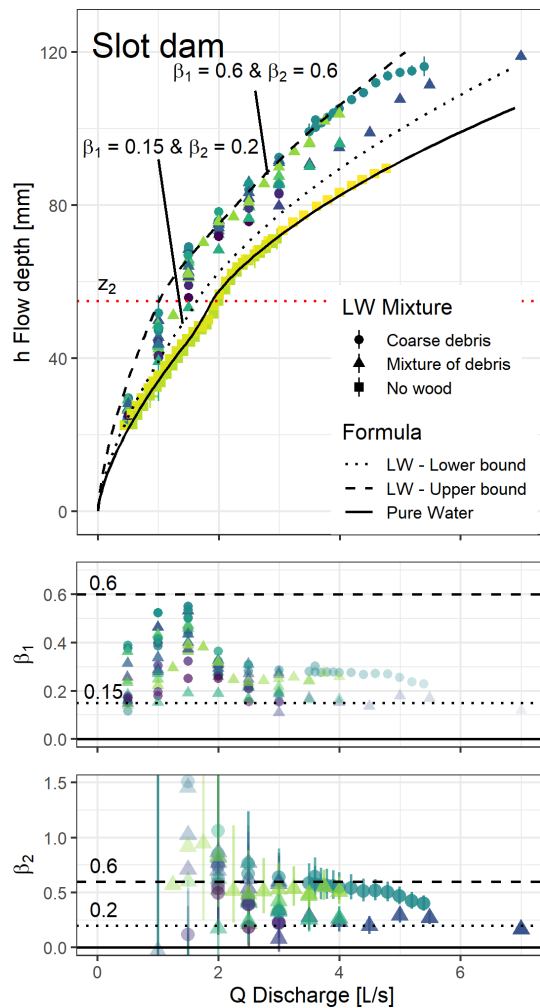 Slot dam
β1 = 0.6 & β2 = 0.6
β1 = 0.15 & β2 = 0.2
z2
h Flow depth [mm]
120
80
40
0
LW Mixture
Coarse debris
Mixture of debris
No wood
Formula
LW - Lower bound
LW - Upper bound
Pure Water
β1
0.6
0.4
0.2
0.0
0.6
0.15
β2
1.5
1.0
0.5
0.0
0.6
0.2
0 2 4 6
Q Discharge [L/s]